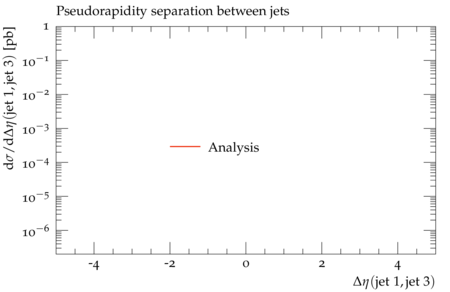 Pseudorapidity separation between jets
dσ/dΔη(jet 1, jet 3) [pb]
1
10⁻¹
10⁻²
10⁻³
10⁻⁴
10⁻⁵
10⁻⁶
Analysis
-4 -2 0 2 4
Δη(jet 1, jet 3)